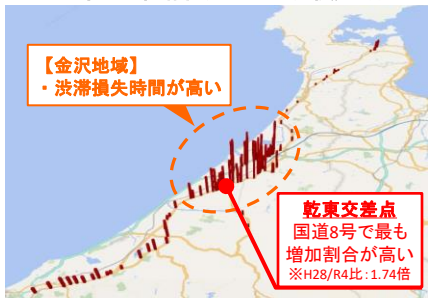 【金沢地域】
・渋滞損失時間が高い
乾東交差点
国道8号で最も
増加割合が高い
※H28/R4比：1.74倍